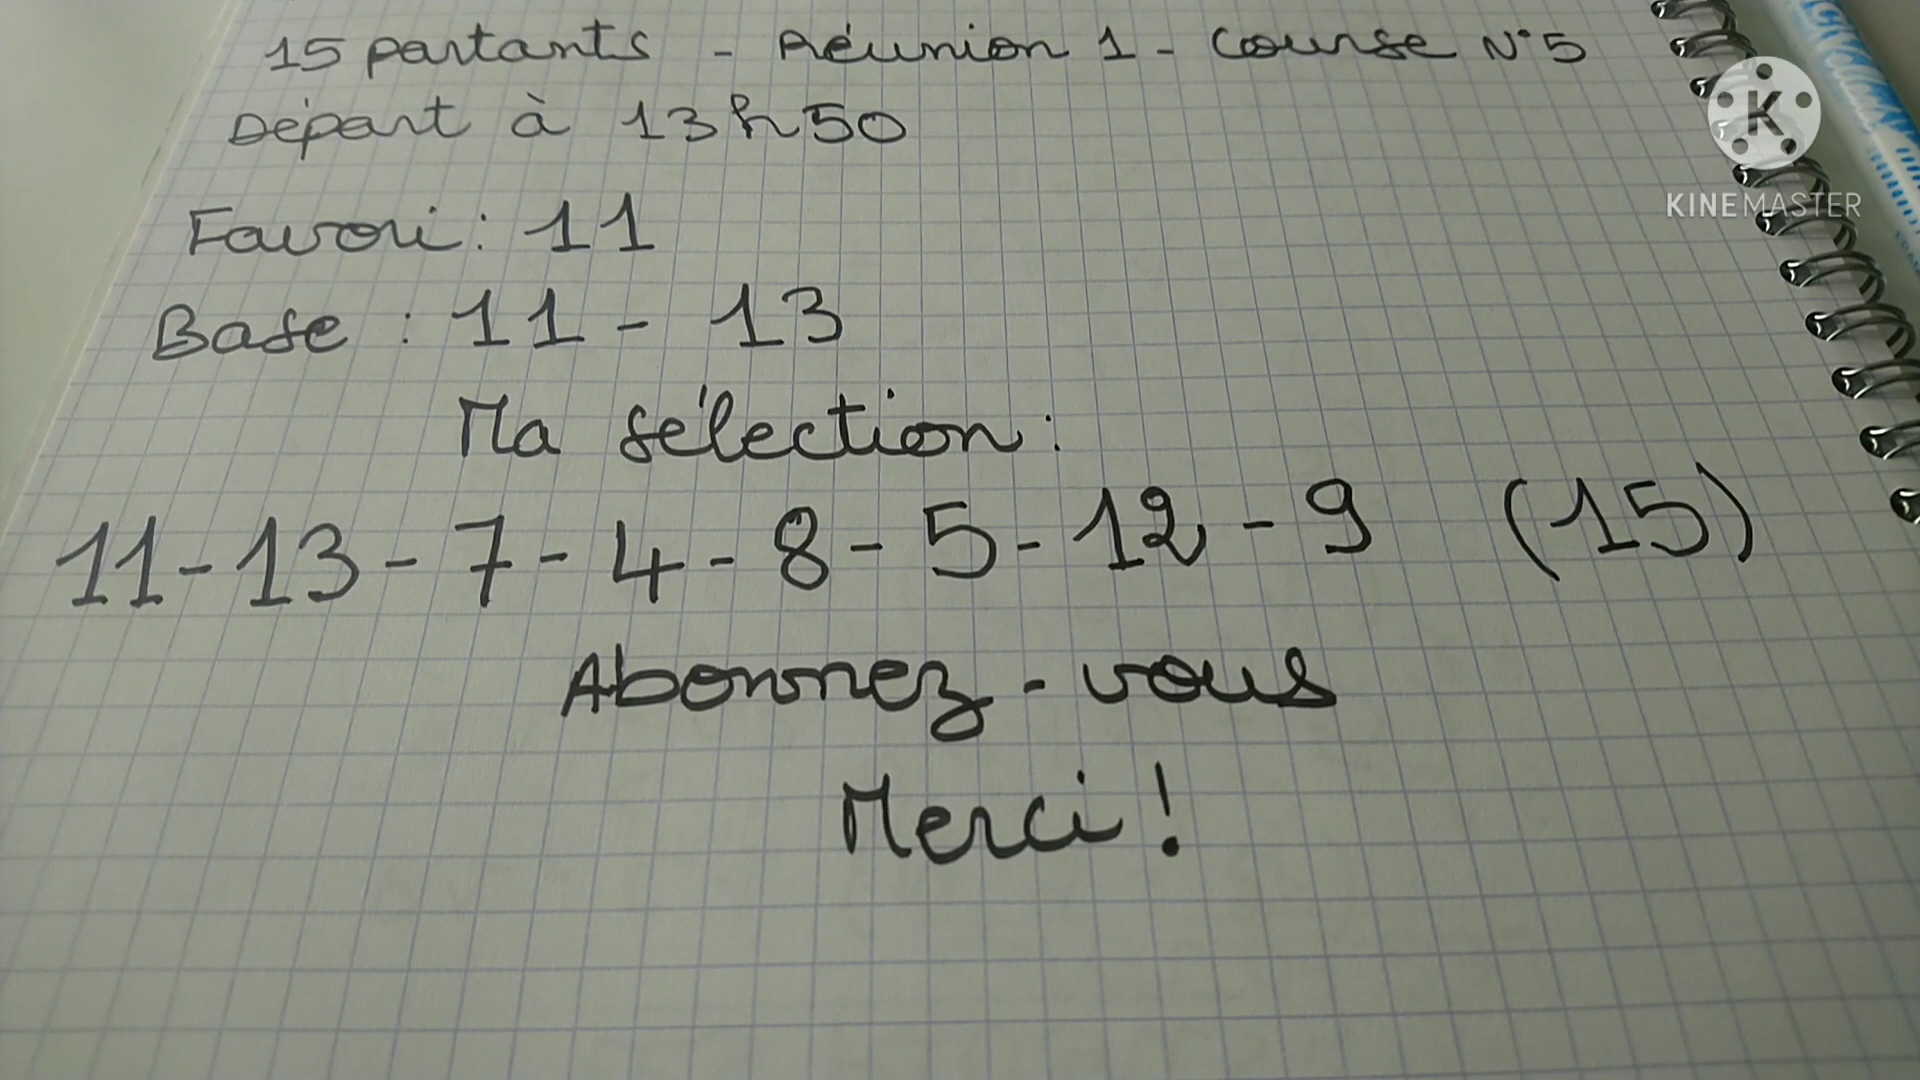 15 partants - Réunion 1 - Course N°5
Départ à 13h50
Favori : 11
Base : 11 - 13
Ma sélection :
11 - 13 - 7 - 4 - 8 - 5 - 12 - 9 (15)
Abonnez-vous
Merci !
K
KINEMASTER